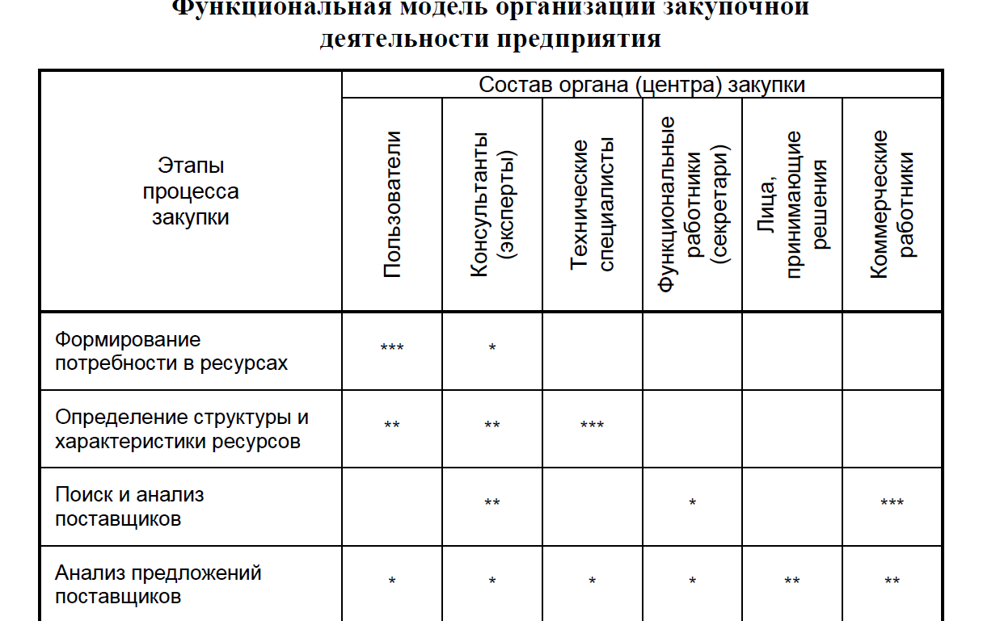 Функциональная модель организации закупочной
деятельности предприятия
Этапы
процесса
закупки
Состав органа (центра) закупки
Пользователи
Консультанты
(эксперты)
Технические
специалисты
Функциональные
работники
(секретари)
Лица,
принимающие
решения
Коммерческие
работники
Формирование
потребности в ресурсах
***
*
Определение структуры и
характеристики ресурсов
**
**
***
Поиск и анализ
поставщиков
**
*
***
Анализ предложений
поставщиков
*
*
*
*
**
**